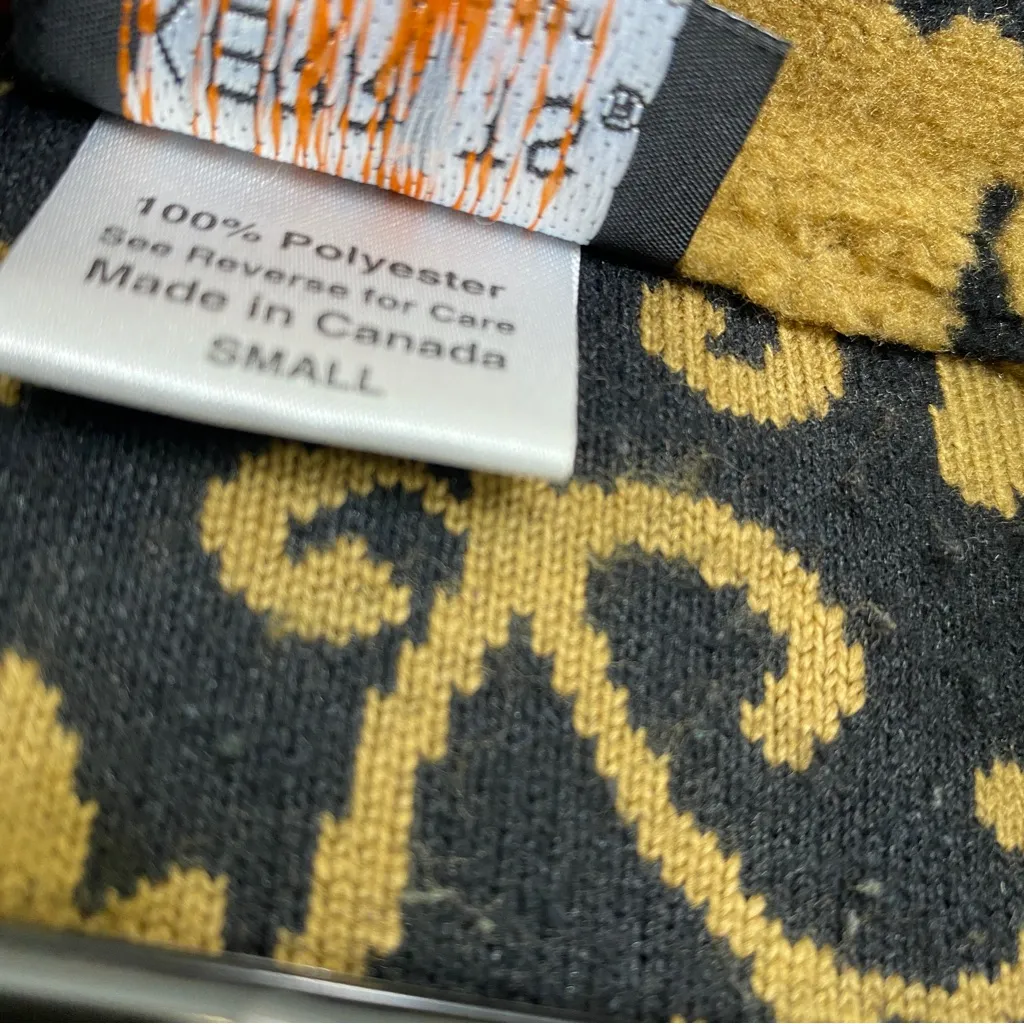 100% Polyester
See Reverse for Care
Made in Canada
SMALL